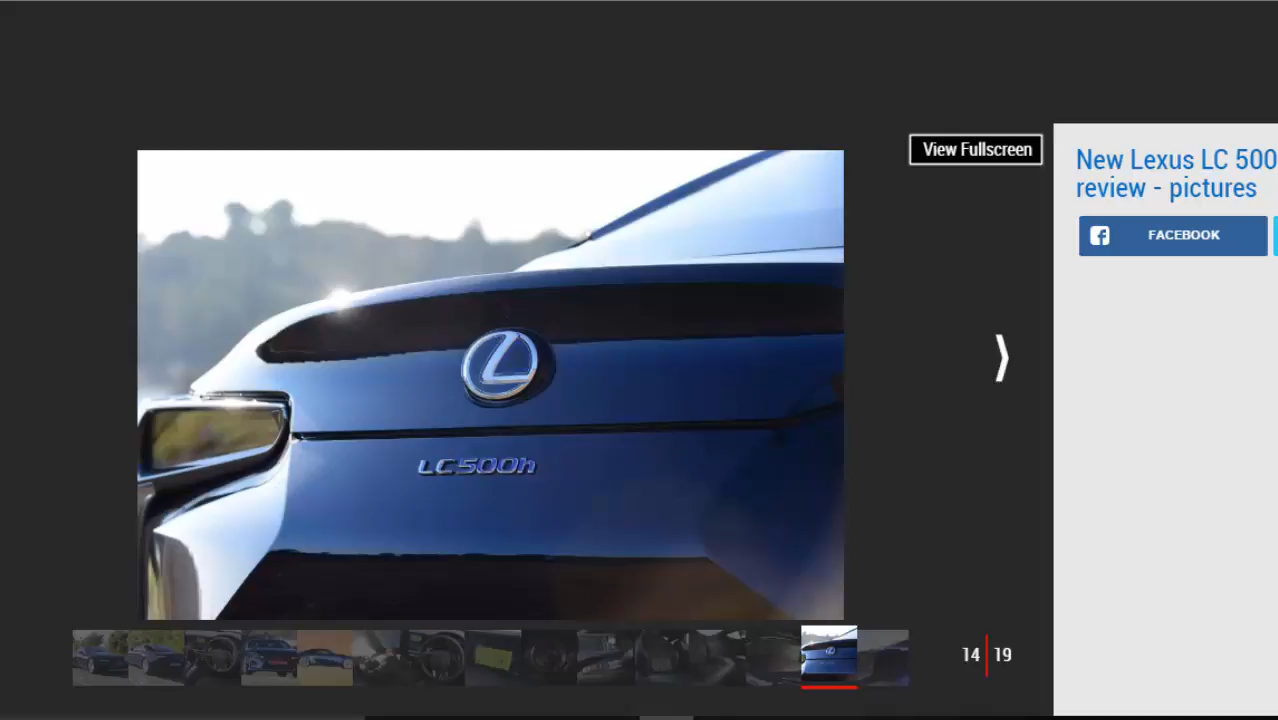 View Fullscreen
New Lexus LC 500
review - pictures
FACEBOOK
LC500h
14 19